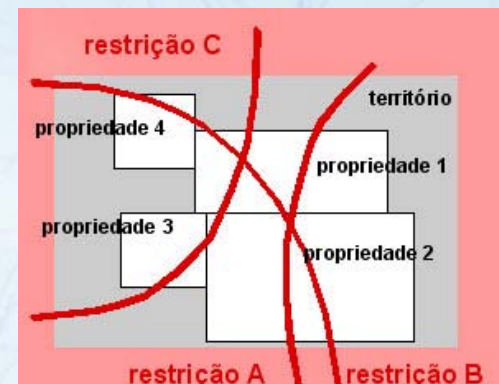 restrição C
território
propriedade 4
propriedade 1
propriedade 3
propriedade 2
restrição A
restrição B